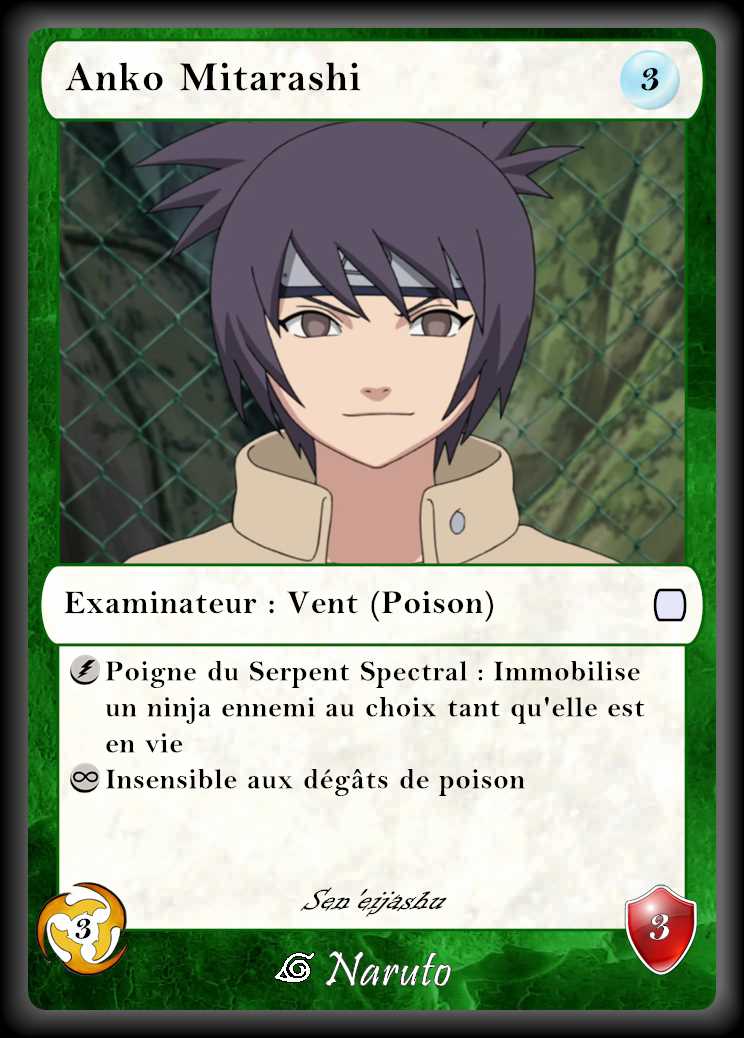 Anko Mitarashi
3
Examinateur : Vent (Poison)
Poigne du Serpent Spectral : Immobilise
un ninja ennemi au choix tant qu'elle est
en vie
Insensible aux dégâts de poison
Sen'eijashu
3
3
Naruto